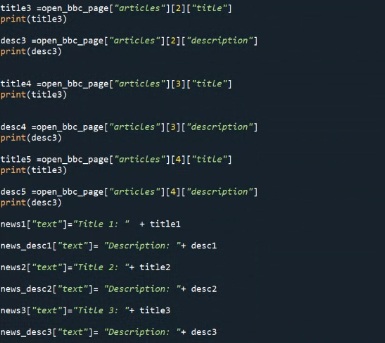 title3 =open_bbc_page["articles"][2]["title"]
print(title3)
desc3 =open_bbc_page["articles"][2]["description"]
print(desc3)
title4 =open_bbc_page["articles"][3]["title"]
print(title3)
desc4 =open_bbc_page["articles"][3]["description"]
print(desc3)
title5 =open_bbc_page["articles"][4]["title"]
print(title3)
desc5 =open_bbc_page["articles"][4]["description"]
print(desc3)
news1["text"]="Title 1: "  + title1
news_desc1["text"]= "Description: "+ desc1
news2["text"]="Title 2: "+ title2
news_desc2["text"]= "Description: "+ desc2
news3["text"]="Title 3: "+ title3
news_desc3["text"]= "Description: "+ desc3